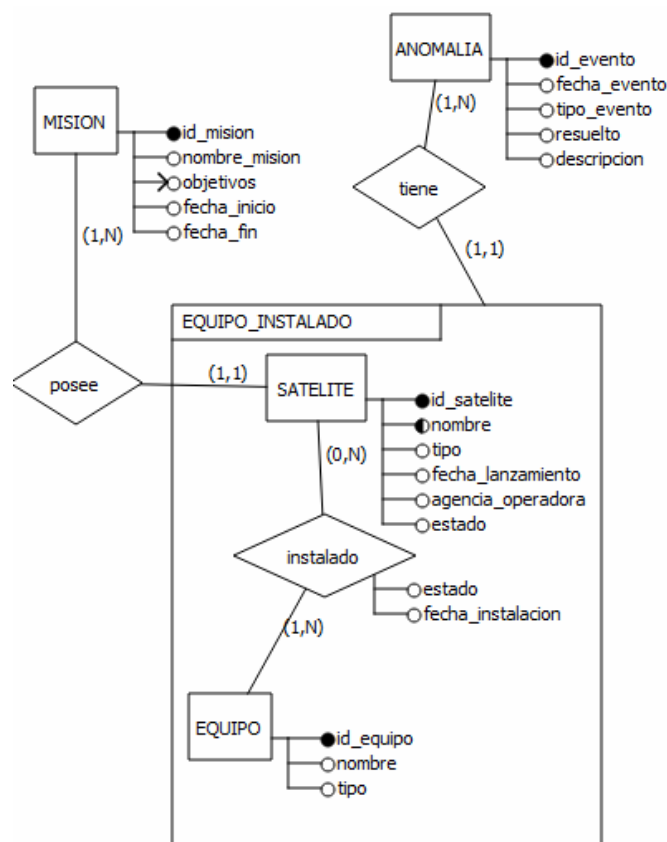 ANOMALIA
id_evento
fecha_evento
tipo_evento
resuelto
descripcion
(1,N)
MISION
id_mision
nombre_mision
objetivos
fecha_inicio
fecha_fin
tiene
(1,N)
(1,1)
EQUIPO_INSTALADO
posee
(1,1)
SATELITE
id_satelite
nombre
tipo
fecha_lanzamiento
agencia_operadora
estado
(0,N)
instalado
estado
fecha_instalacion
(1,N)
EQUIPO
id_equipo
nombre
tipo